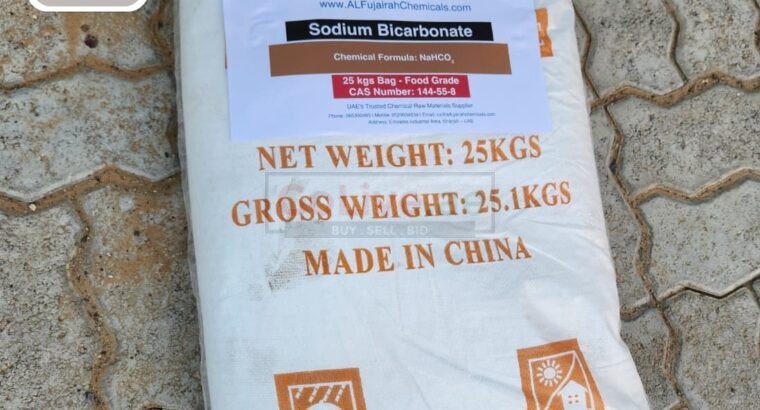 www.ALFujairahChemicals.com
Sodium Bicarbonate
Chemical Formula: NaHCO₃
25 kgs Bag - Food Grade
CAS Number: 144-55-8
UAE's Trusted Chemical Raw Materials Supplier
NET WEIGHT: 25KGS
GROSS WEIGHT: 25.1KGS
BUY . SELL . BID
MADE IN CHINA